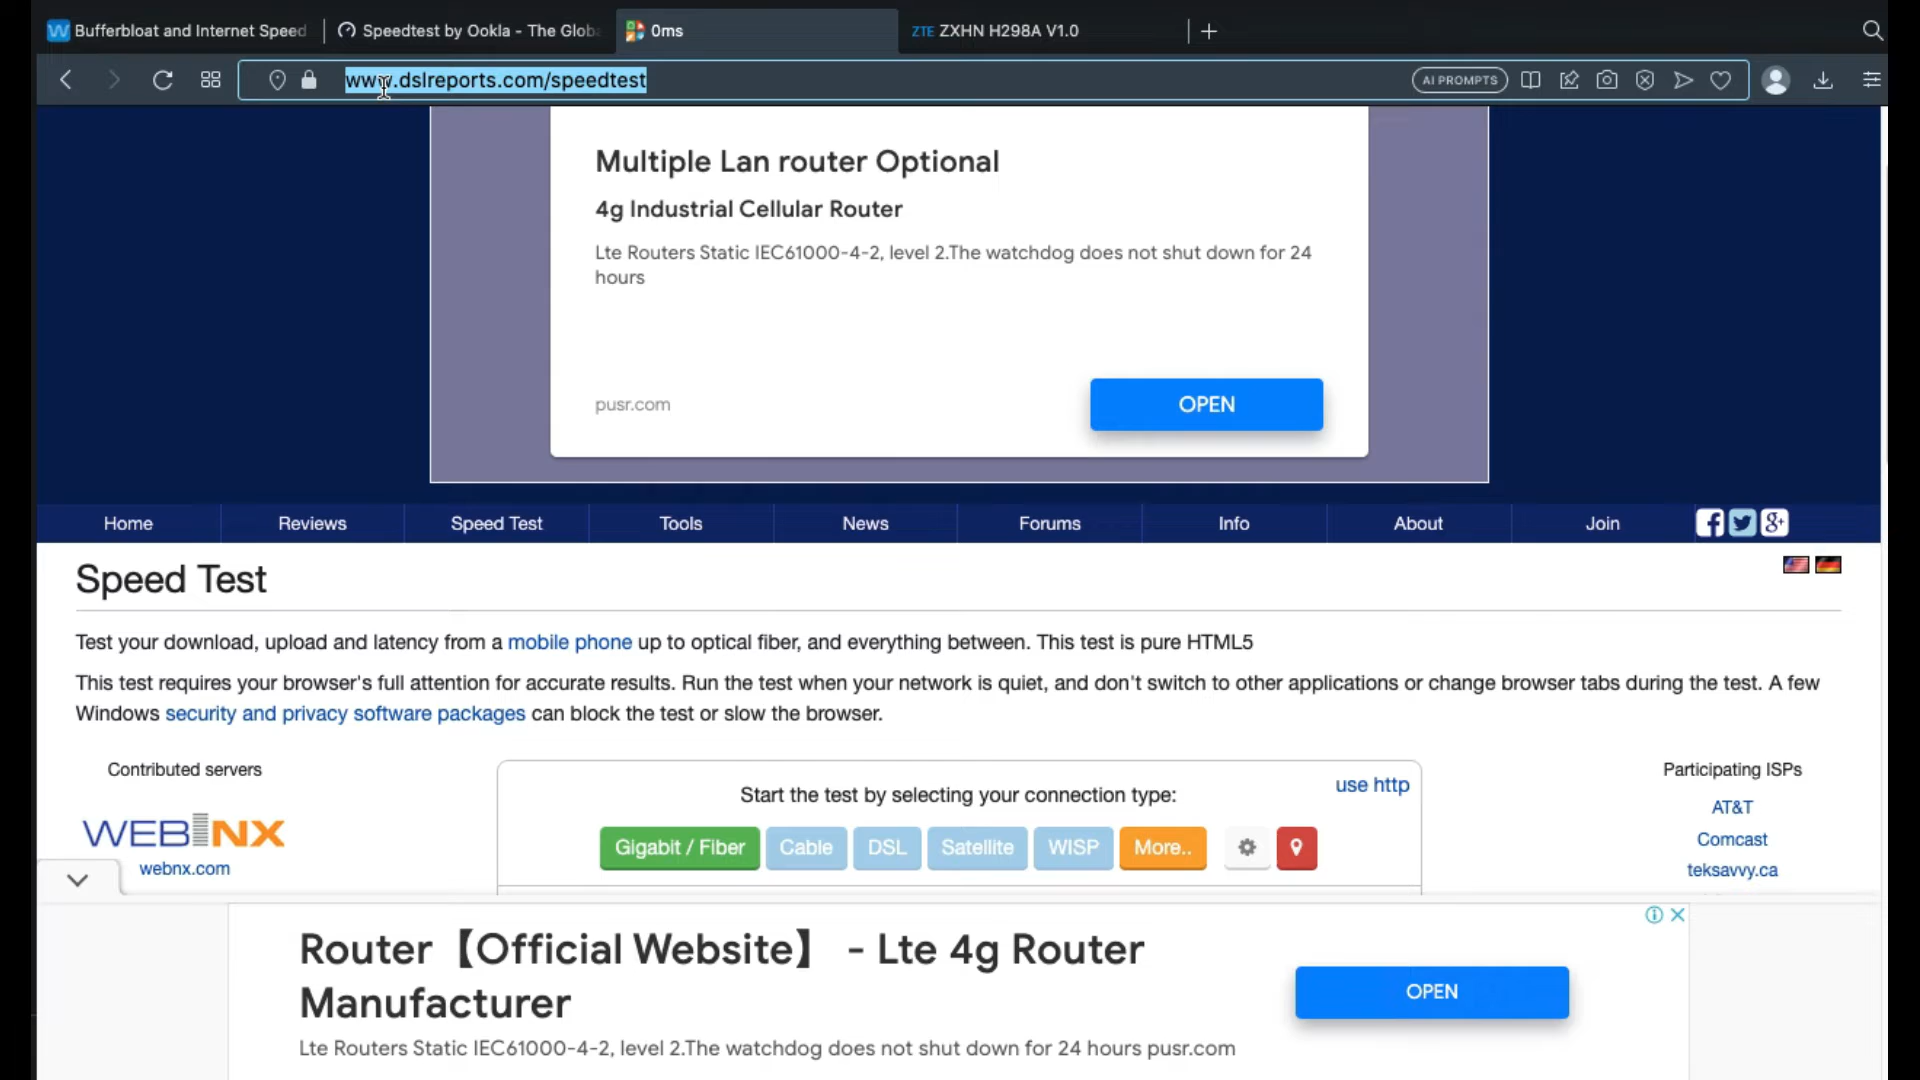 Bufferbloat and Internet Speed
Speedtest by Ookla - The Globa
0ms
ZTE ZXHN H298A V1.0
www.dslreports.com/speedtest
AI PROMPTS
Multiple Lan router Optional
4g Industrial Cellular Router
Lte Routers Static IEC61000-4-2, level 2.The watchdog does not shut down for 24
hours
pusr.com
OPEN
Home
Reviews
Speed Test
Tools
News
Forums
Info
About
Join
Speed Test
Test your download, upload and latency from a mobile phone up to optical fiber, and everything between. This test is pure HTML5
This test requires your browser's full attention for accurate results. Run the test when your network is quiet, and don't switch to other applications or change browser tabs during the test. A few
Windows security and privacy software packages can block the test or slow the browser.
Contributed servers
WEBNX
webnx.com
use http
Start the test by selecting your connection type:
Gigabit / Fiber
Cable
DSL
Satellite
WISP
More..
Participating ISPs
AT&T
Comcast
teksavvy.ca
Router【Official Website】 - Lte 4g Router
Manufacturer
Lte Routers Static IEC61000-4-2, level 2.The watchdog does not shut down for 24 hours pusr.com
OPEN